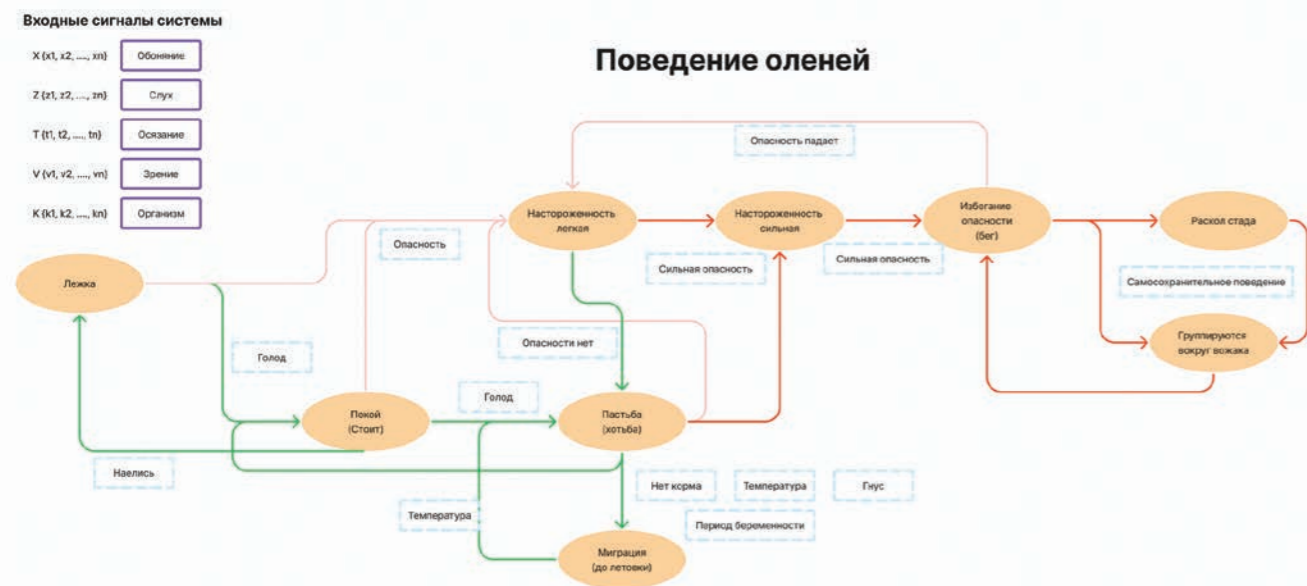 Входные сигналы системы
X {x1, x2, ...., xn}
Обоняние
Z {z1, z2, ...., zn}
Слух
T {t1, t2, ...., tn}
Осязание
V {v1, v2, ...., vn}
Зрение
K {k1, k2, ...., kn}
Организм
Поведение оленей
Опасность падает
Настороженность
легкая
Настороженность
сильная
Избегание
опасности
(бег)
Раскол стада
Опасность
Сильная опасность
Сильная опасность
Самосохранительное поведение
Лежка
Голод
Опасности нет
Группируются
вокруг вожака
Покой
(Стоит)
Голод
Пастьба
(хотьба)
Наелись
Температура
Нет корма
Температура
Гнус
Период беременности
Миграция
(до летовки)